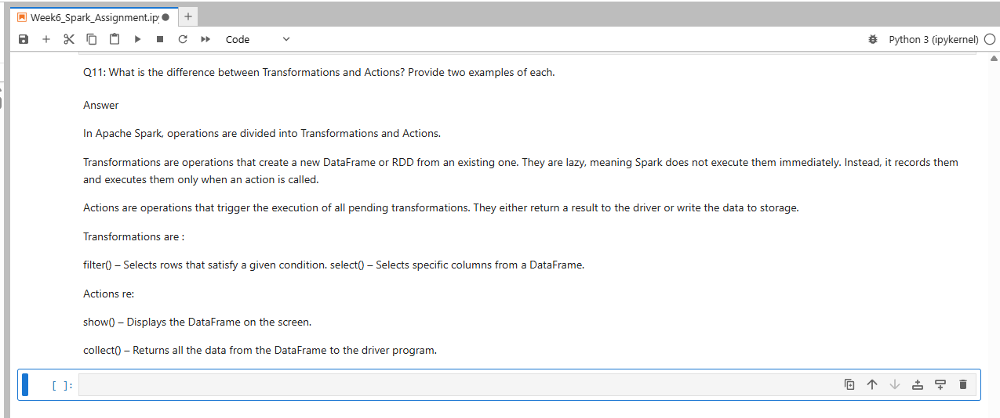 Week6_Spark_Assignment.ipy
Code
Python 3 (ipykernel)
Q11: What is the difference between Transformations and Actions? Provide two examples of each.
Answer
In Apache Spark, operations are divided into Transformations and Actions.
Transformations are operations that create a new DataFrame or RDD from an existing one. They are lazy, meaning Spark does not execute them immediately. Instead, it records them
and executes them only when an action is called.
Actions are operations that trigger the execution of all pending transformations. They either return a result to the driver or write the data to storage.
Transformations are :
filter() – Selects rows that satisfy a given condition. select() – Selects specific columns from a DataFrame.
Actions re:
show() – Displays the DataFrame on the screen.
collect() – Returns all the data from the DataFrame to the driver program.
[ ]: